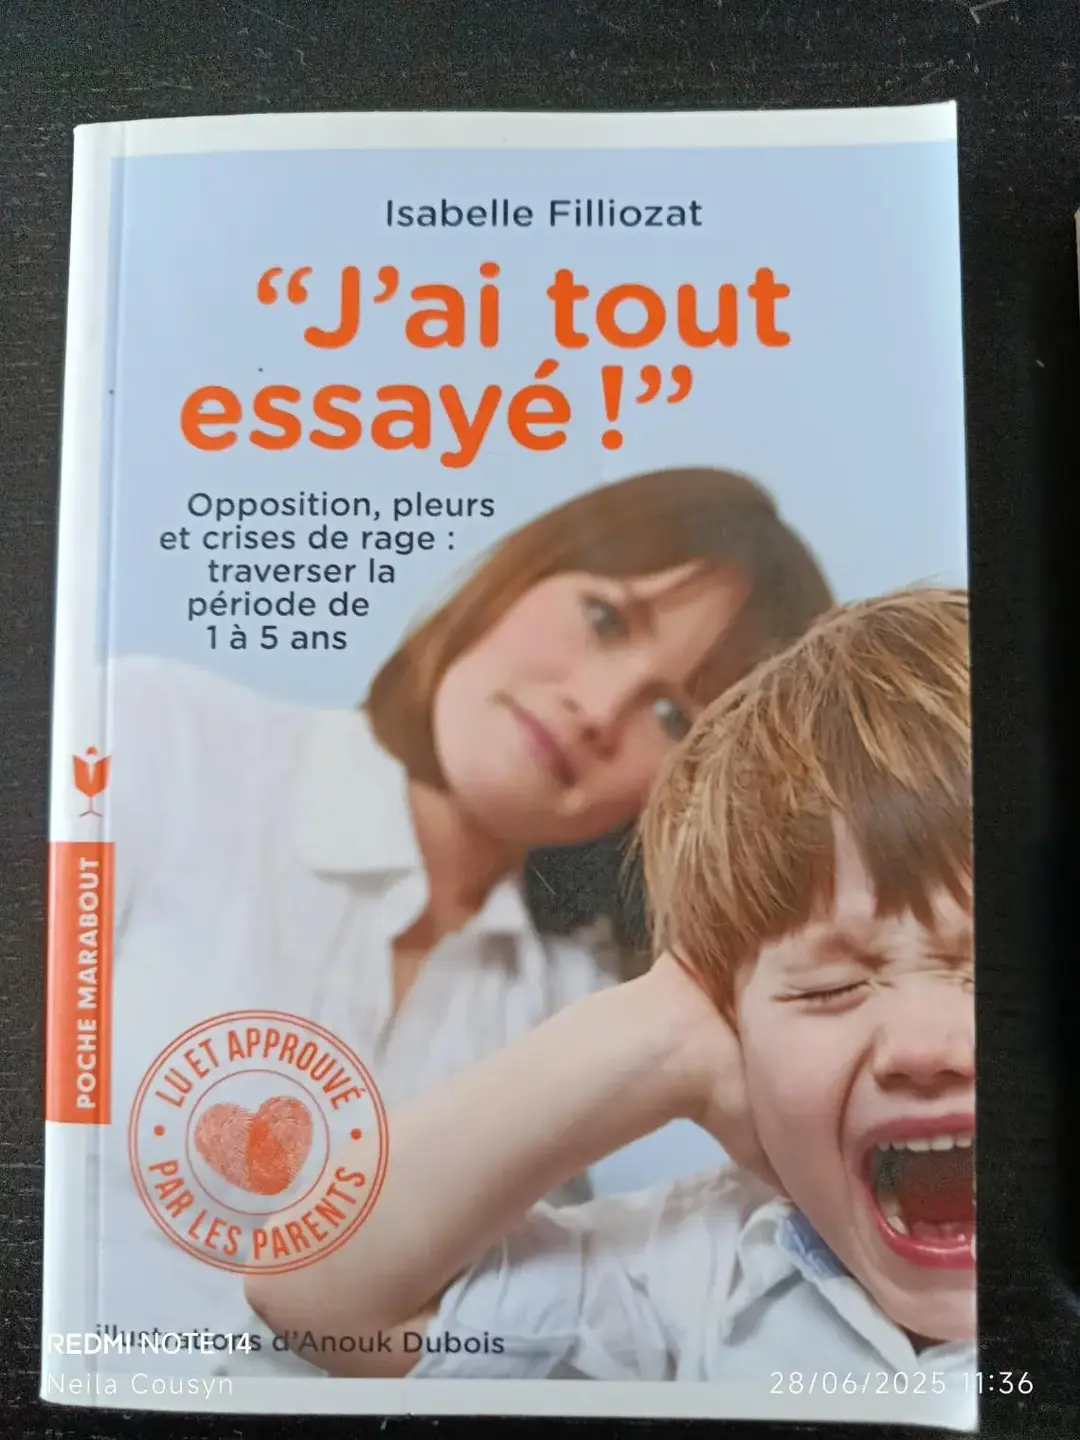 Isabelle Filliozat
“J’ai tout
essayé !”
Opposition, pleurs
et crises de rage :
traverser la
période de
1 à 5 ans
POCHE MARABOUT
LU ET APPROUVÉ
PAR LES PARENTS
illustrations d’Anouk Dubois
REDMI NOTE 14
Neila Cousyn
28/06/2025 11:36